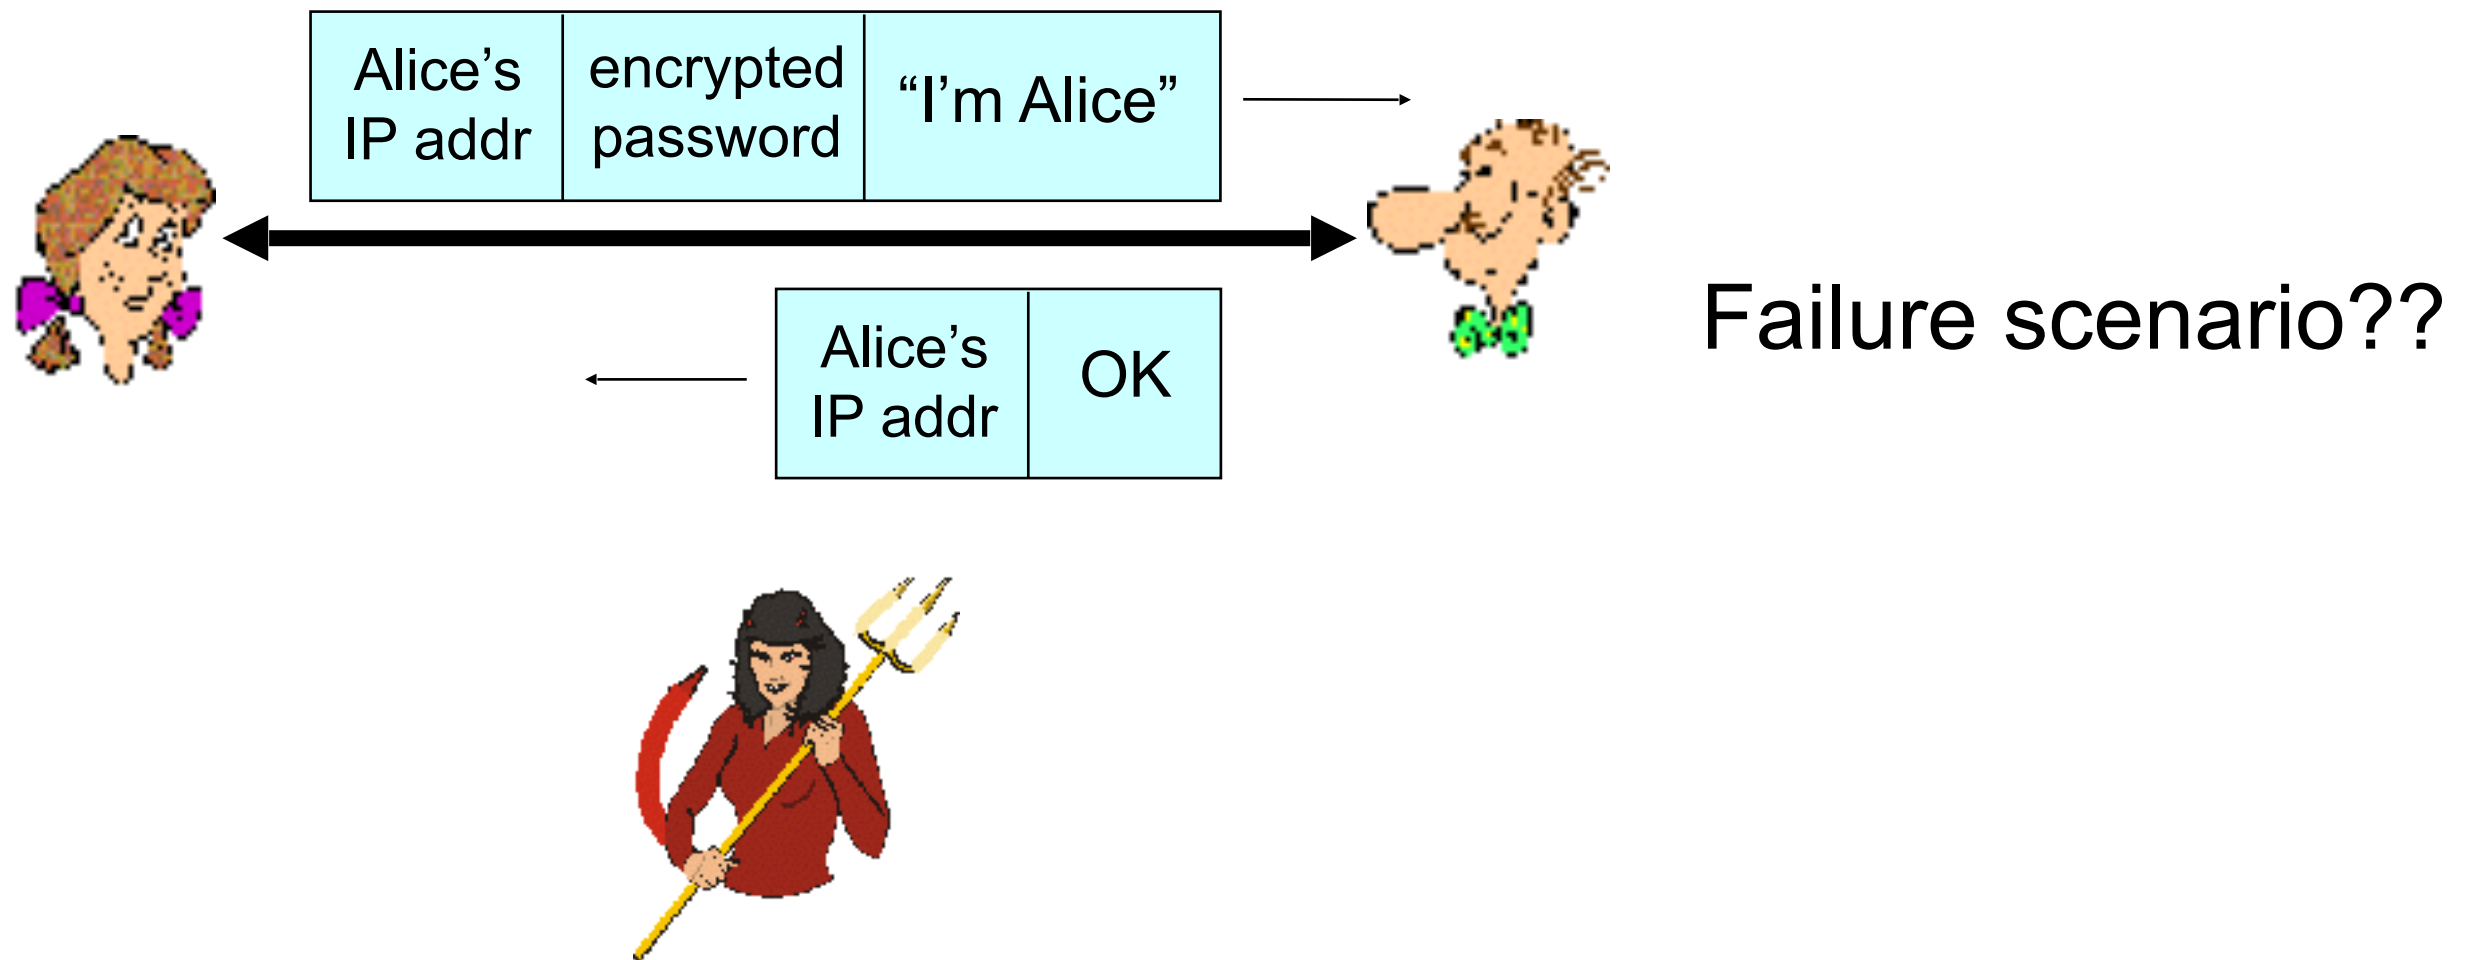 Alice’s
IP addr
encrypted
password
“I’m Alice”
Alice’s
IP addr
OK
Failure scenario??